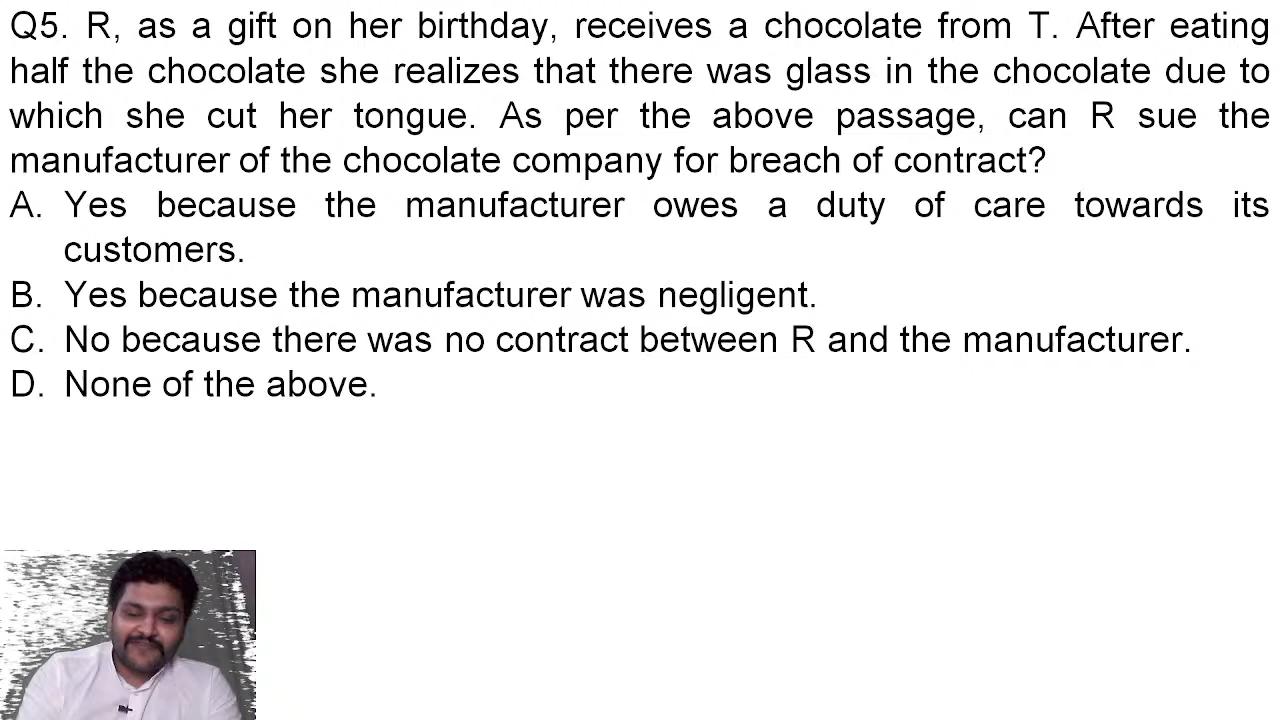 Q5. R, as a gift on her birthday, receives a chocolate from T. After eating
half the chocolate she realizes that there was glass in the chocolate due to
which she cut her tongue. As per the above passage, can R sue the
manufacturer of the chocolate company for breach of contract?
A. Yes because the manufacturer owes a duty of care towards its
customers.
B. Yes because the manufacturer was negligent.
C. No because there was no contract between R and the manufacturer.
D. None of the above.